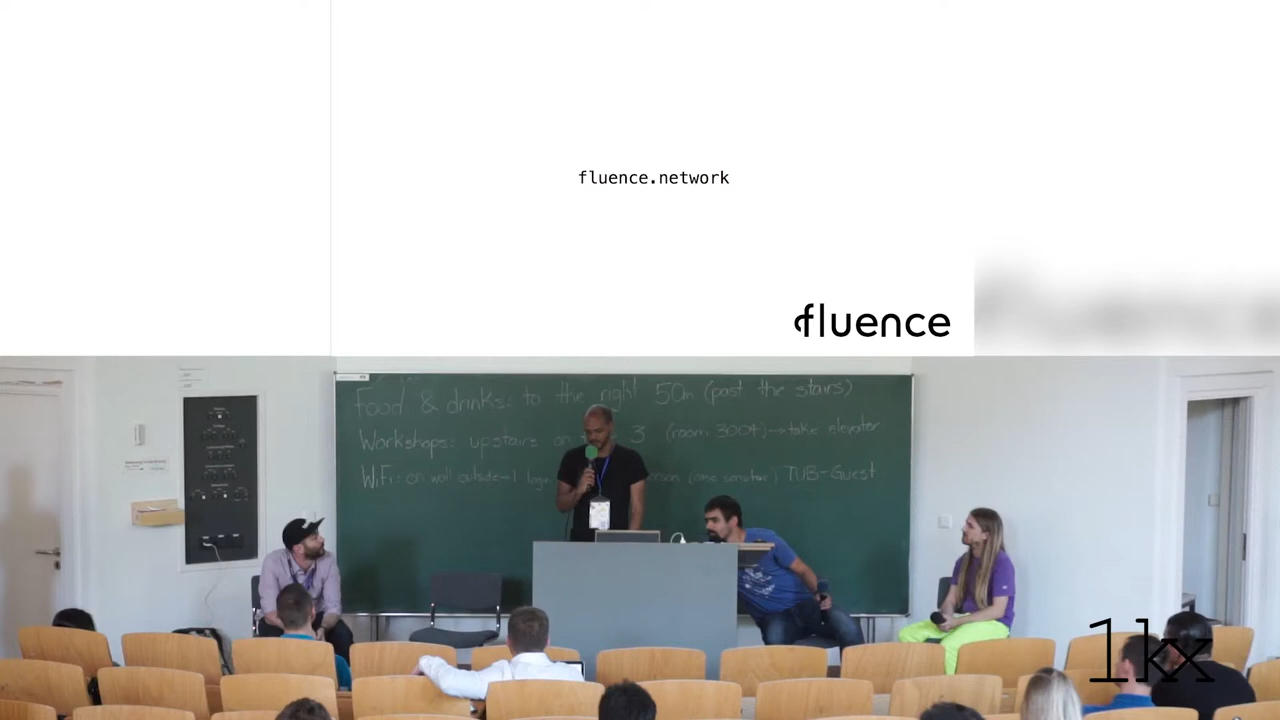 fluence.network
fluence
Food & drinks: to the right 50m (past the stairs)
Workshops: upstairs on 3 (room 3004) → take elevator
WiFi: on wall outside → 1 TUB-Guest
1kx